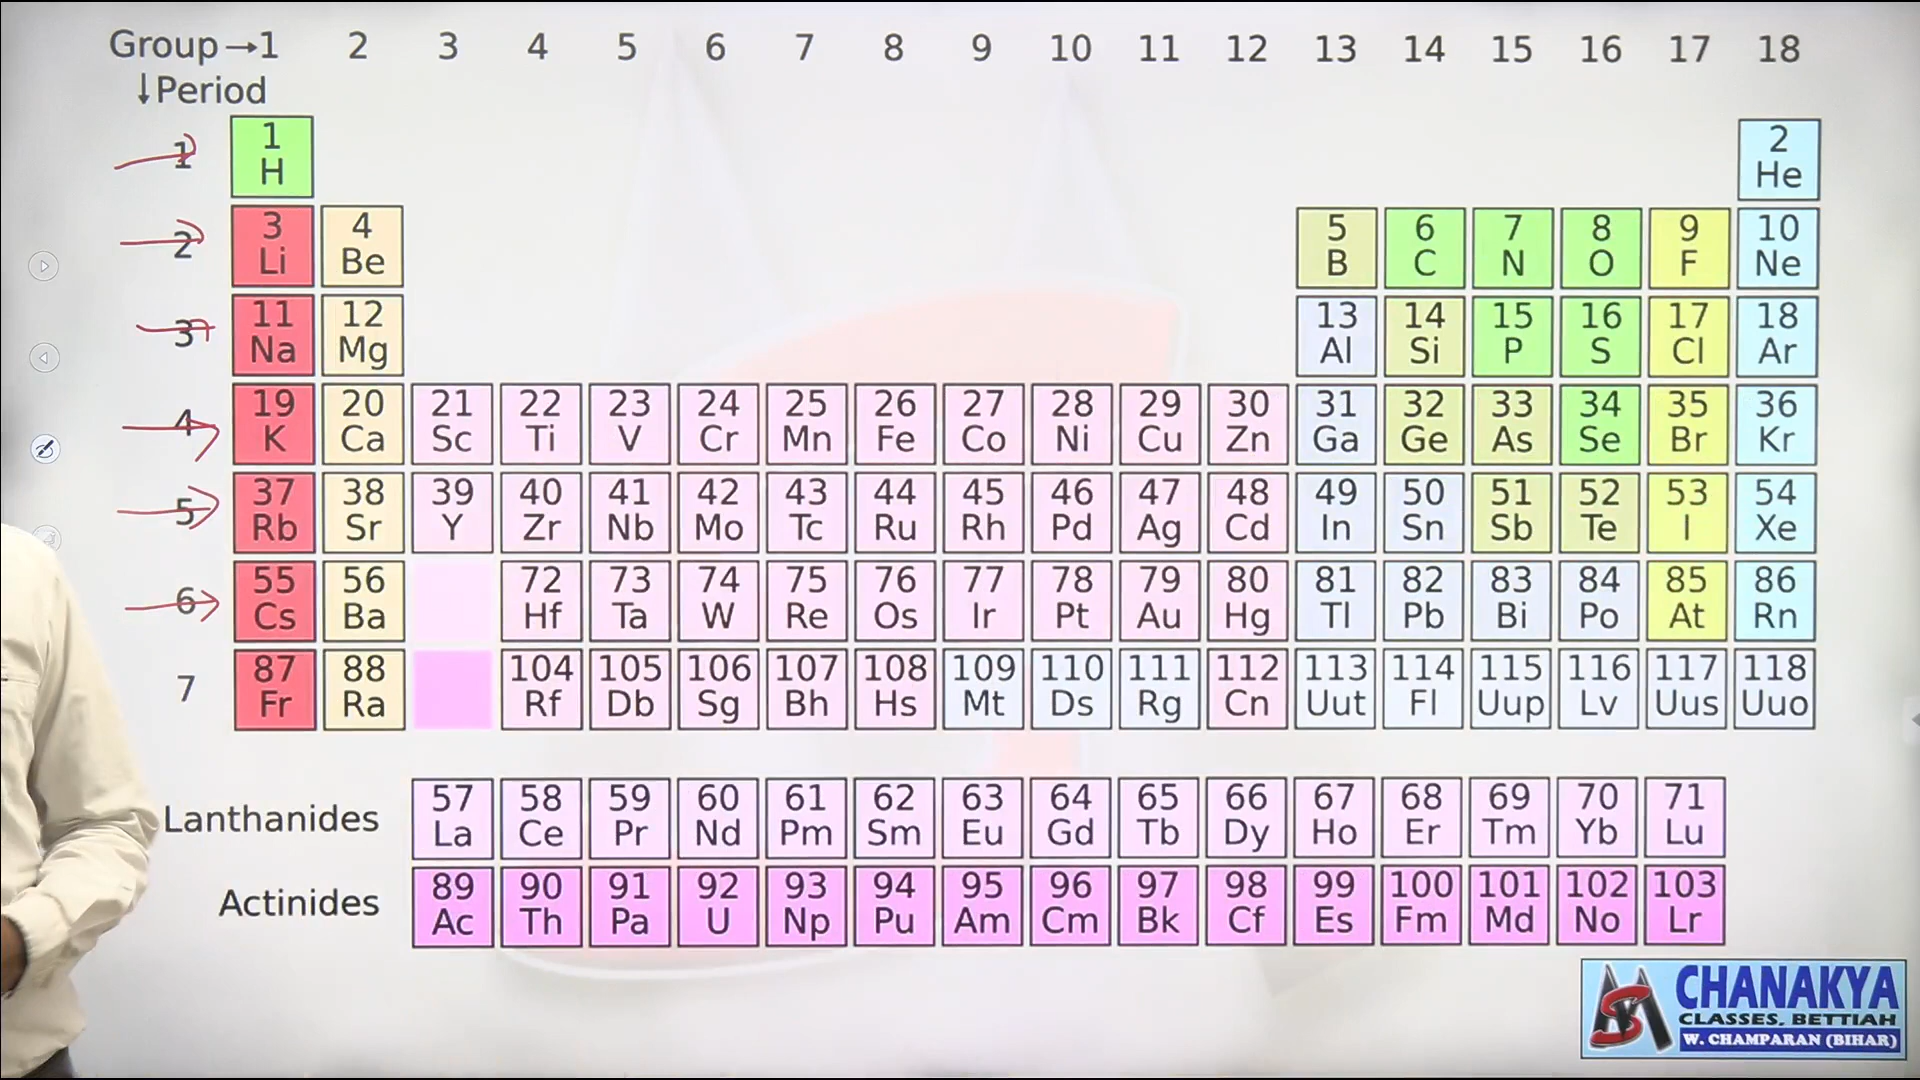 Group →1 2 3 4 5 6 7 8 9 10 11 12 13 14 15 16 17 18
↓Period
1 1 2
H He
2 3 4 5 6 7 8 9 10
Li Be B C N O F Ne
3 11 12 13 14 15 16 17 18
Na Mg Al Si P S Cl Ar
4 19 20 21 22 23 24 25 26 27 28 29 30 31 32 33 34 35 36
K Ca Sc Ti V Cr Mn Fe Co Ni Cu Zn Ga Ge As Se Br Kr
5 37 38 39 40 41 42 43 44 45 46 47 48 49 50 51 52 53 54
Rb Sr Y Zr Nb Mo Tc Ru Rh Pd Ag Cd In Sn Sb Te I Xe
6 55 56 72 73 74 75 76 77 78 79 80 81 82 83 84 85 86
Cs Ba Hf Ta W Re Os Ir Pt Au Hg Tl Pb Bi Po At Rn
7 87 88 104 105 106 107 108 109 110 111 112 113 114 115 116 117 118
Fr Ra Rf Db Sg Bh Hs Mt Ds Rg Cn Uut Fl Uup Lv Uus Uuo
Lanthanides 57 58 59 60 61 62 63 64 65 66 67 68 69 70 71
La Ce Pr Nd Pm Sm Eu Gd Tb Dy Ho Er Tm Yb Lu
Actinides 89 90 91 92 93 94 95 96 97 98 99 100 101 102 103
Ac Th Pa U Np Pu Am Cm Bk Cf Es Fm Md No Lr
CHANAKYA
CLASSES, BETTIAH
W. CHAMPARAN (BIHAR)